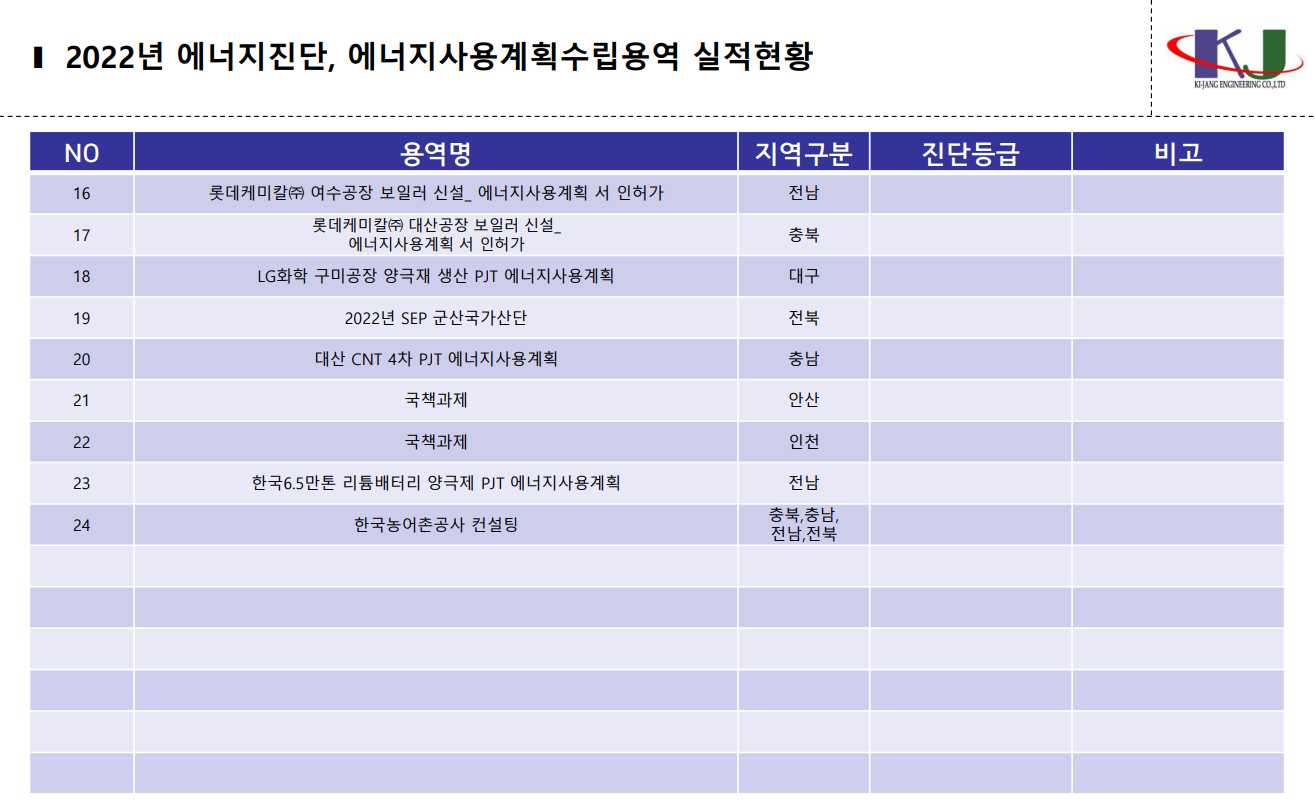 2022년 에너지진단, 에너지사용계획수립용역 실적현황
KJ
KI-JANG ENGINEERING CO.,LTD
NO 용역명 지역구분 진단등급 비고
16 롯데케미칼㈜ 여수공장 보일러 신설_ 에너지사용계획 서 인허가 전남
17 롯데케미칼㈜ 대산공장 보일러 신설_
에너지사용계획 서 인허가 충북
18 LG화학 구미공장 양극재 생산 PJT 에너지사용계획 대구
19 2022년 SEP 군산국가산단 전북
20 대산 CNT 4차 PJT 에너지사용계획 충남
21 국책과제 안산
22 국책과제 인천
23 한국6.5만톤 리튬배터리 양극제 PJT 에너지사용계획 전남
24 한국농어촌공사 컨설팅 충북,충남,
전남,전북